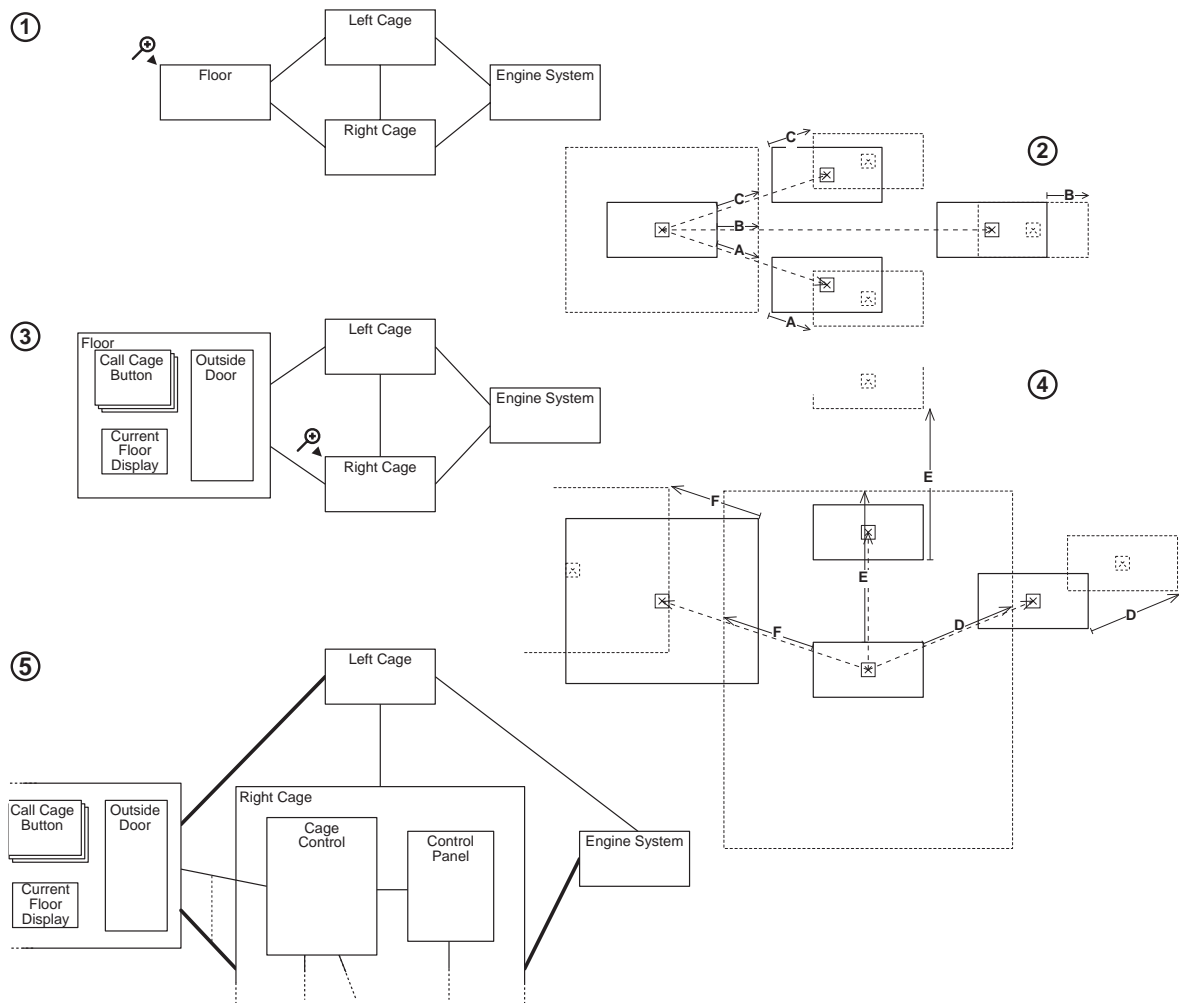 1
Left Cage
Floor
Engine System
Right Cage
2
C
C
B
B
A
A
3
Left Cage
Floor
Call Cage
Button
Outside
Door
Engine System
Current
Floor
Display
Right Cage
4
E
F
E
F
D
D
5
Left Cage
Right Cage
Call Cage
Button
Outside
Door
Cage
Control
Control
Panel
Engine System
Current
Floor
Display